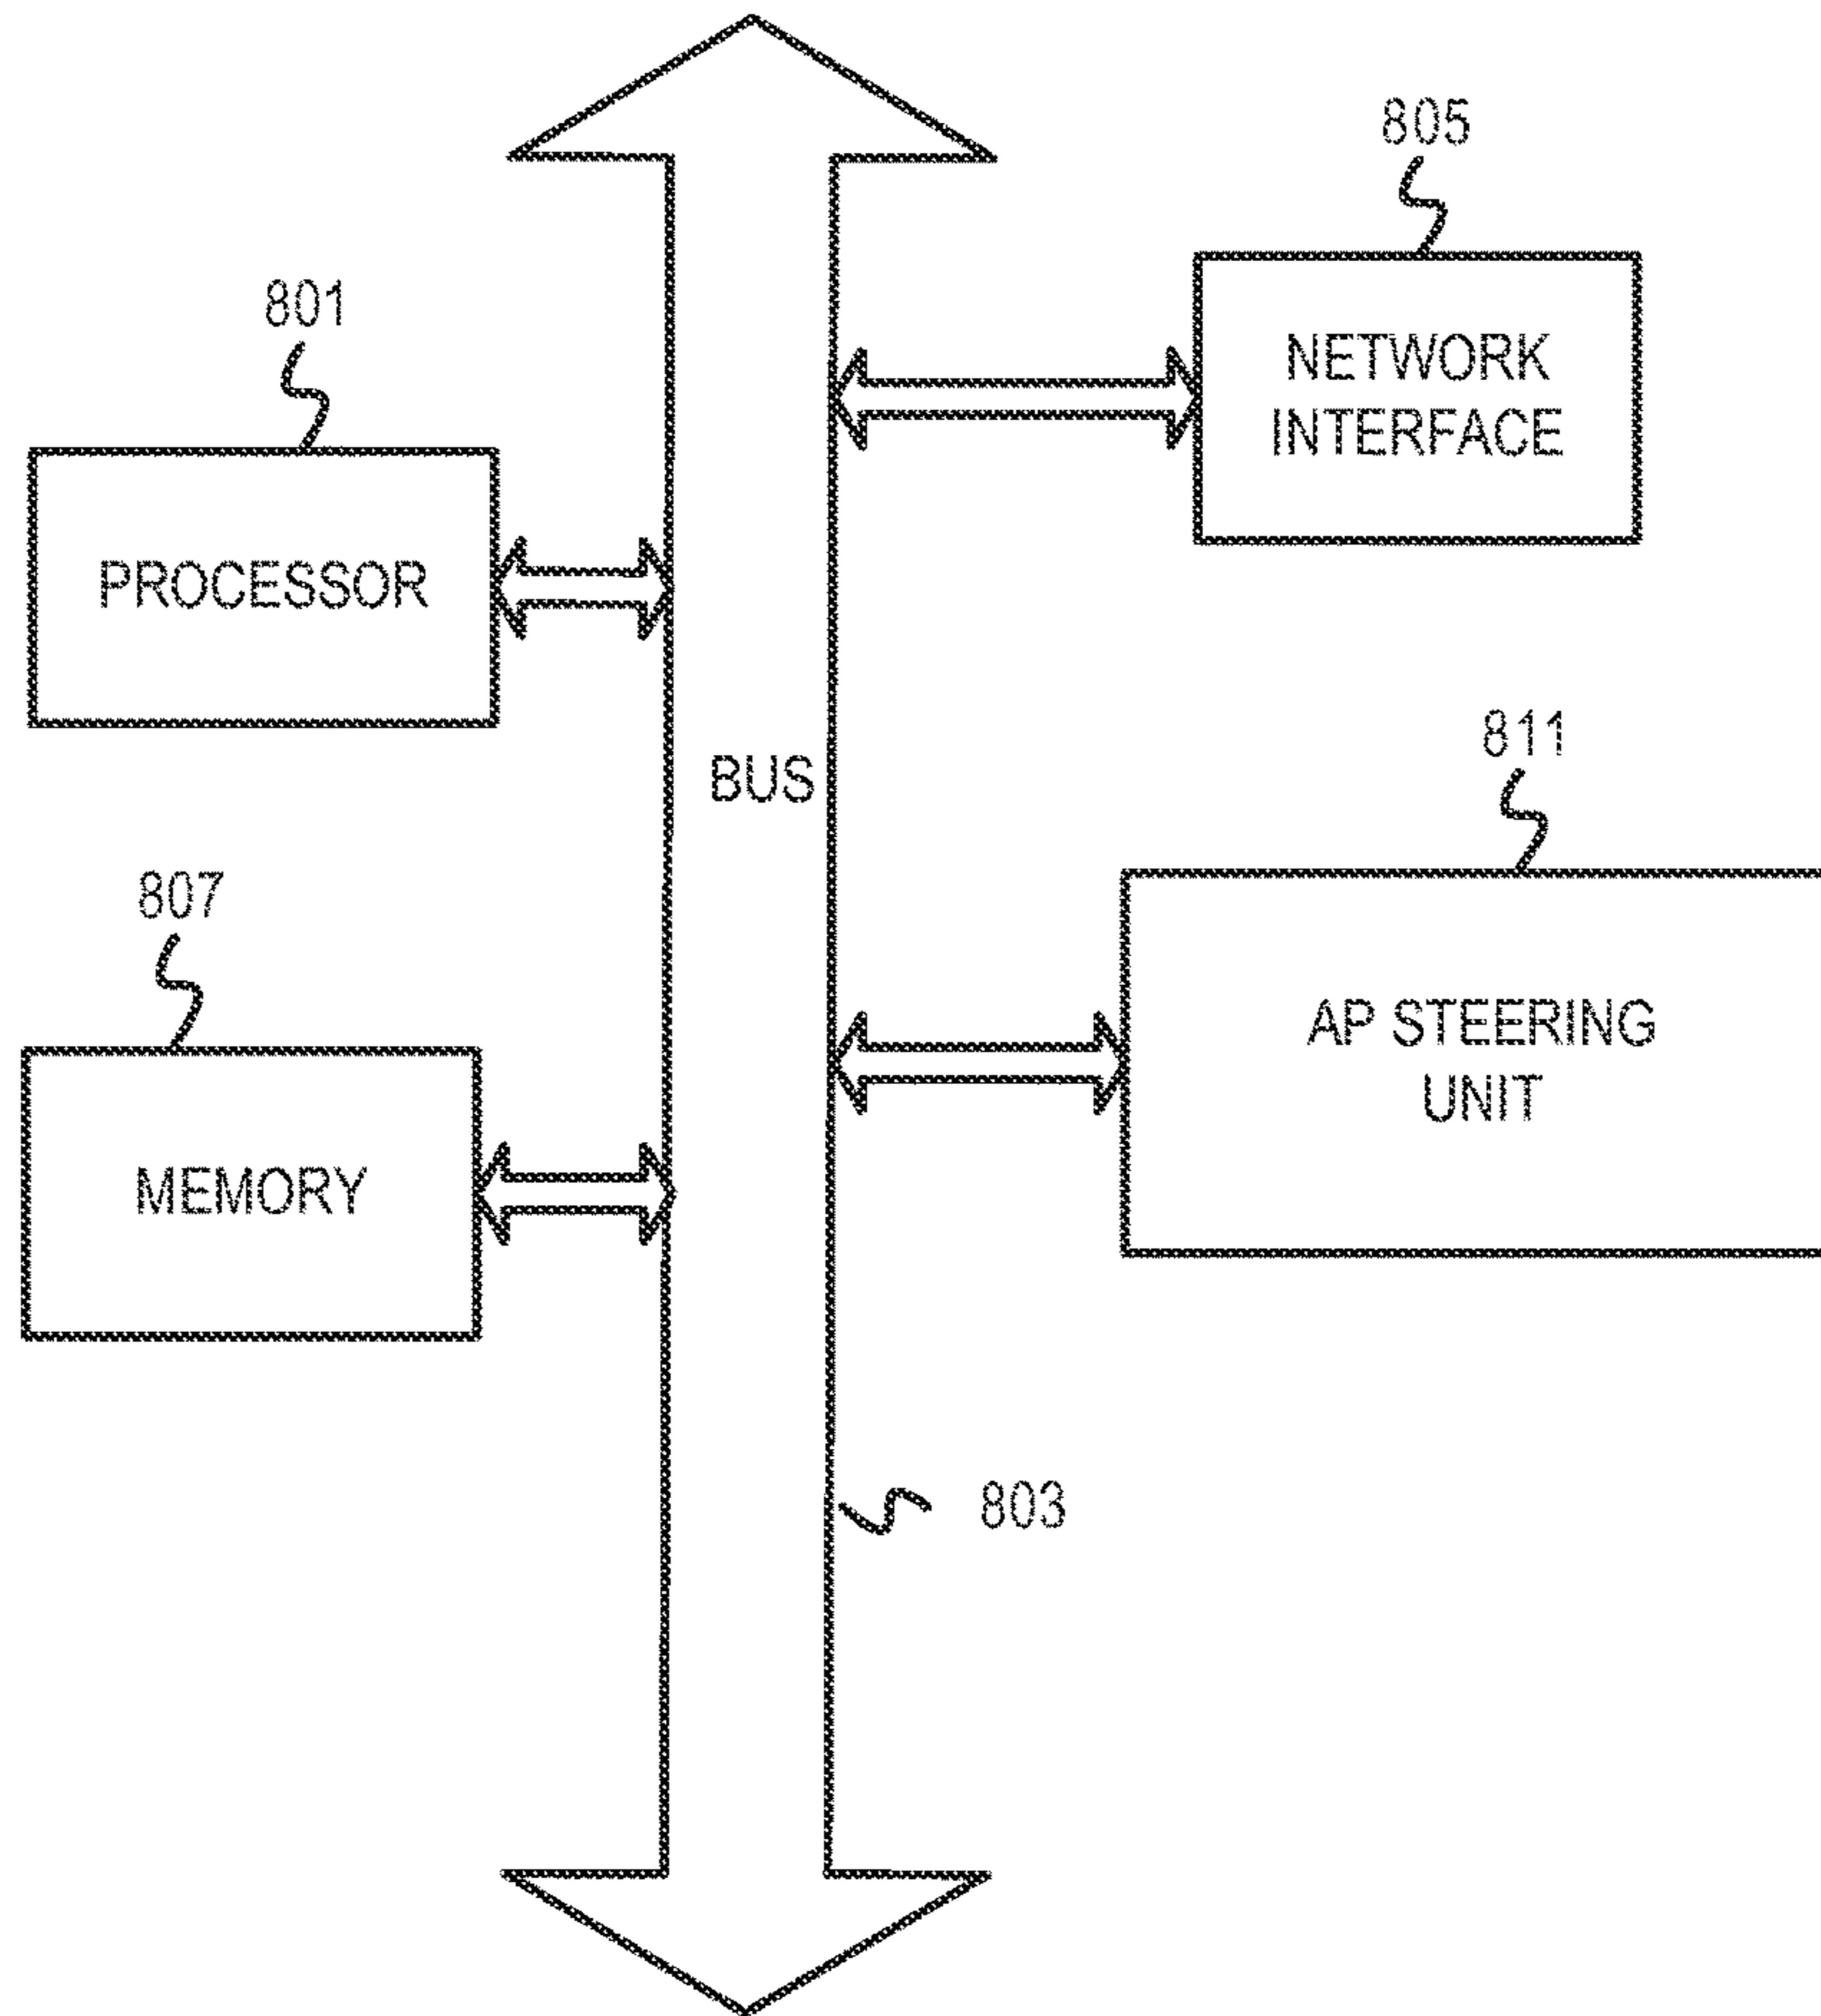 805
801
NETWORK
INTERFACE
PROCESSOR
811
BUS
807
AP STEERING
UNIT
MEMORY
803